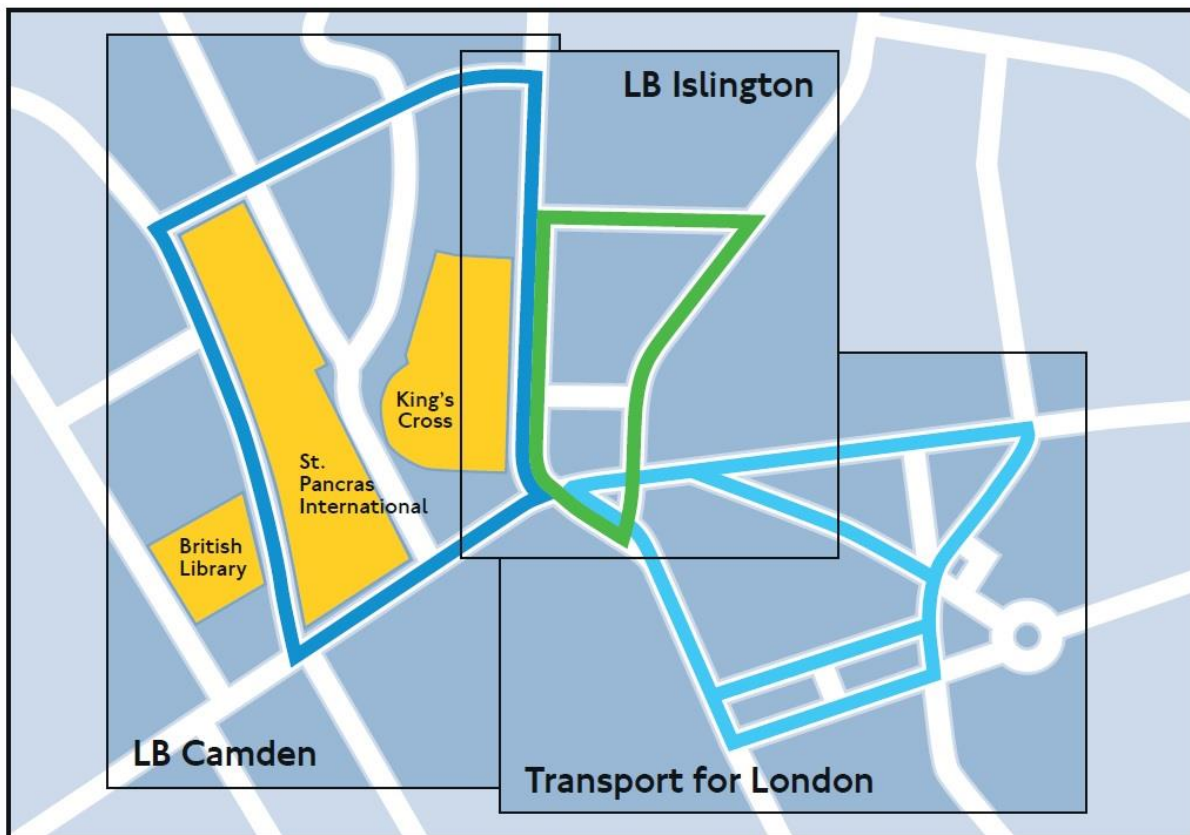 LB Islington
King's
Cross
St.
Pancras
International
British
Library
LB Camden
Transport for London